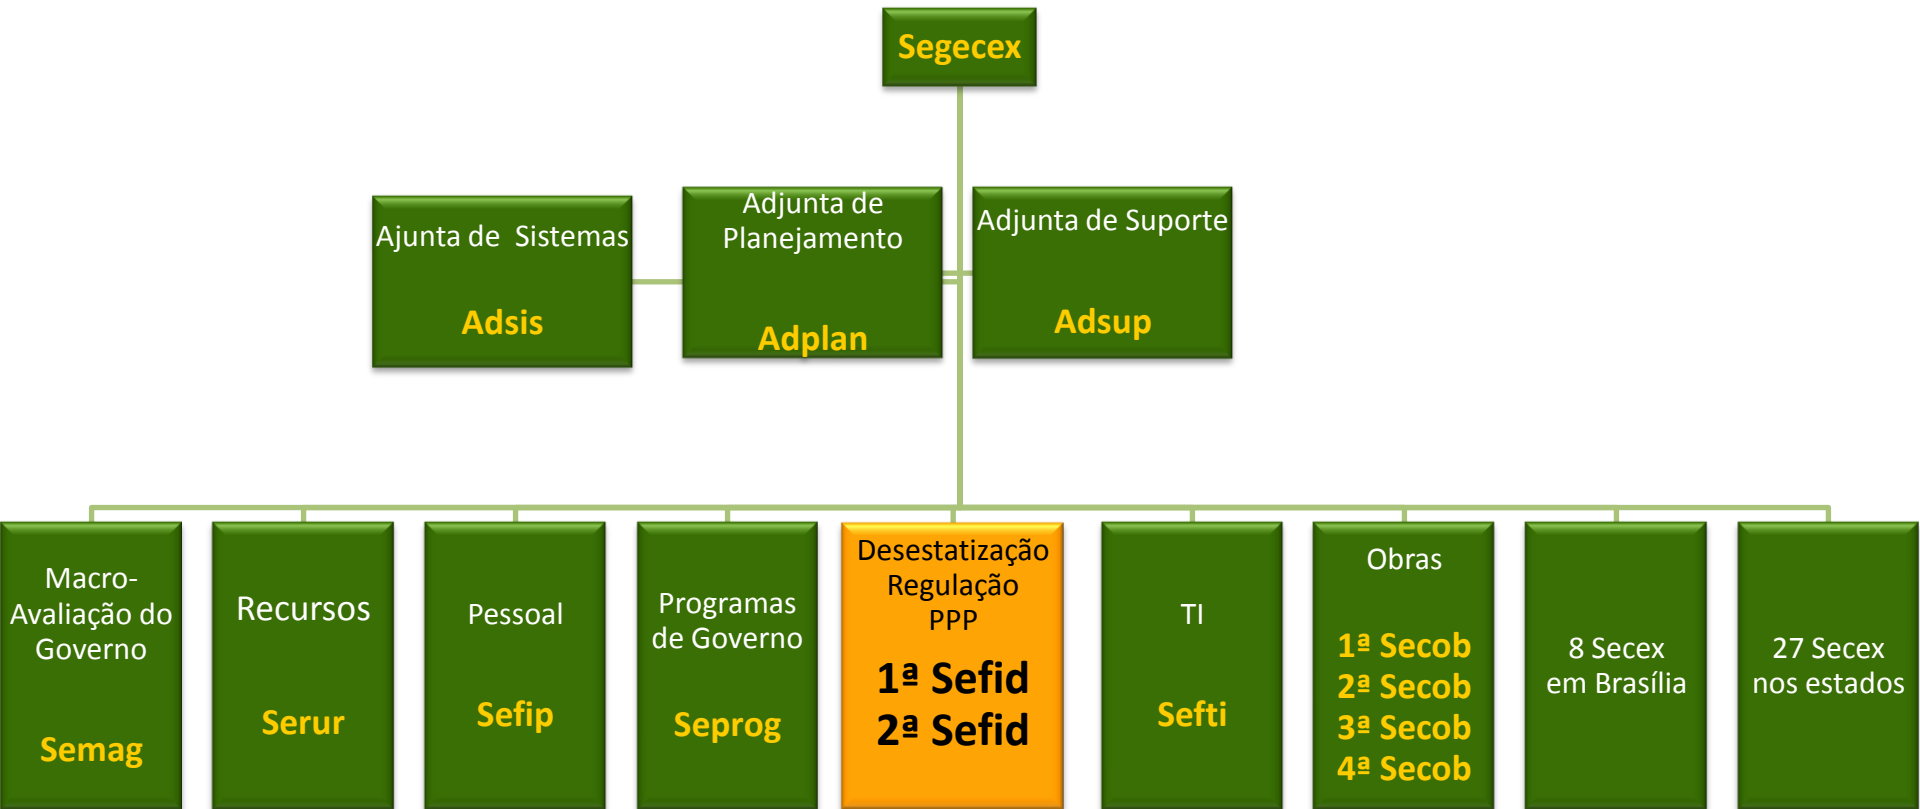 Segecex
Ajunta de Sistemas
Adsis
Adjunta de
Planejamento
Adplan
Adjunta de Suporte
Adsup
Macro-
Avaliação do
Governo
Semag
Recursos
Serur
Pessoal
Sefip
Programas
de Governo
Seprog
Desestatização
Regulação
PPP
1ª Sefid
2ª Sefid
TI
Sefti
Obras
1ª Secob
2ª Secob
3ª Secob
4ª Secob
8 Secex
em Brasília
27 Secex
nos estados